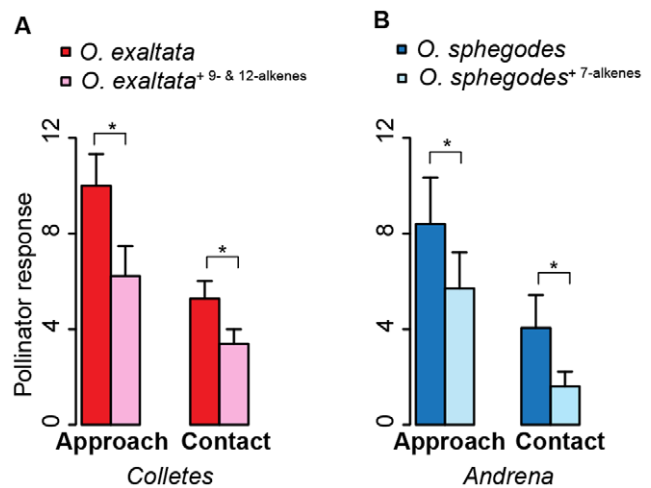 A
O. exaltata
O. exaltata+ 9- & 12-alkenes
12
8
4
0
Pollinator response
*
*
Approach Contact
Colletes
B
O. sphegodes
O. sphegodes+ 7-alkenes
12
8
4
0
*
*
Approach Contact
Andrena